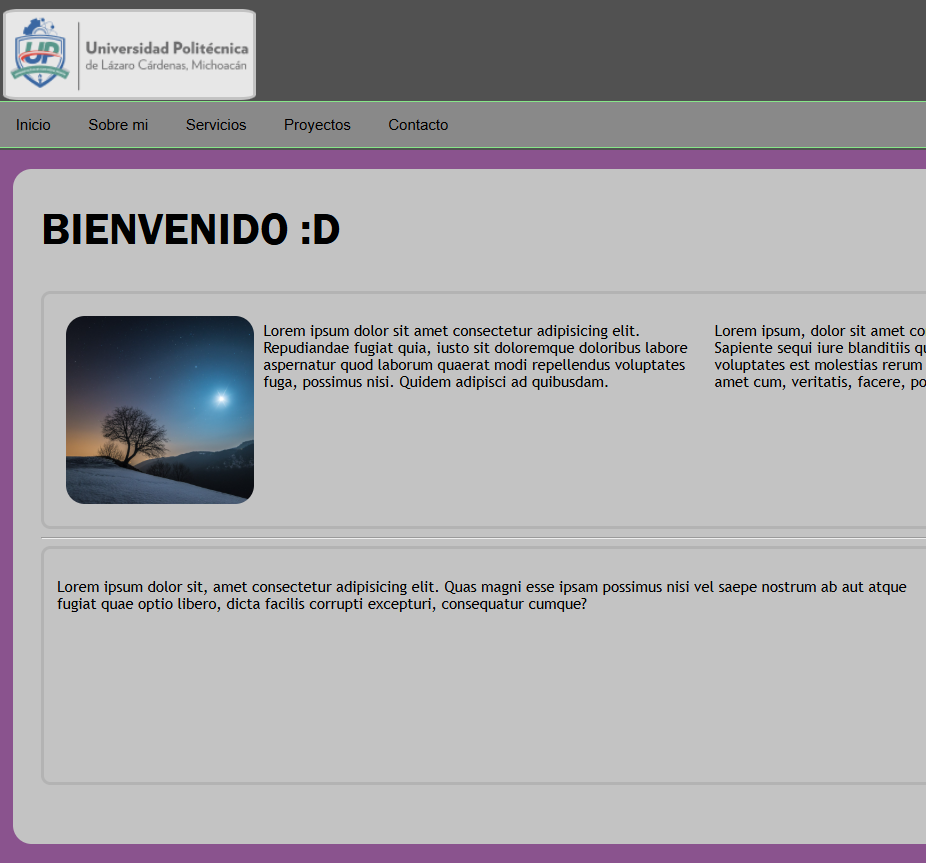 UP
Universidad Politécnica
de Lázaro Cárdenas, Michoacán
Inicio Sobre mi Servicios Proyectos Contacto
BIENVENIDO :D
Lorem ipsum dolor sit amet consectetur adipisicing elit.
Repudiandae fugiat quia, iusto sit doloremque doloribus labore
aspernatur quod laborum quaerat modi repellendus voluptates
fuga, possimus nisi. Quidem adipisci ad quibusdam.
Lorem ipsum, dolor sit amet co
Sapiente sequi iure blanditiis q
voluptates est molestias rerum
amet cum, veritatis, facere, po
Lorem ipsum dolor sit, amet consectetur adipisicing elit. Quas magni esse ipsam possimus nisi vel saepe nostrum ab aut atque
fugiat quae optio libero, dicta facilis corrupti excepturi, consequatur cumque?